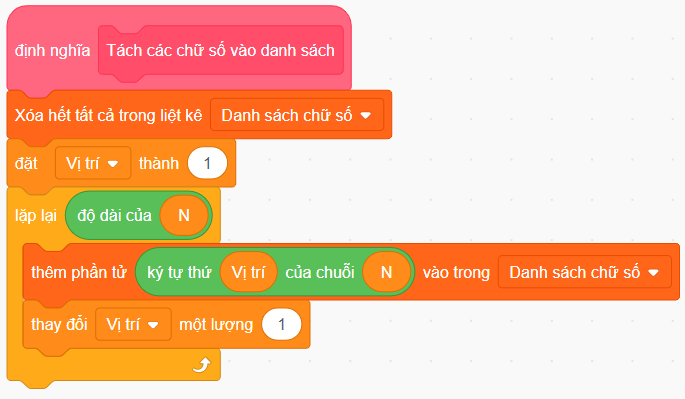 định nghĩa Tách các chữ số vào danh sách
Xóa hết tất cả trong liệt kê Danh sách chữ số
đặt Vị trí thành 1
lặp lại độ dài của N
thêm phần tử ký tự thứ Vị trí của chuỗi N vào trong Danh sách chữ số
thay đổi Vị trí một lượng 1